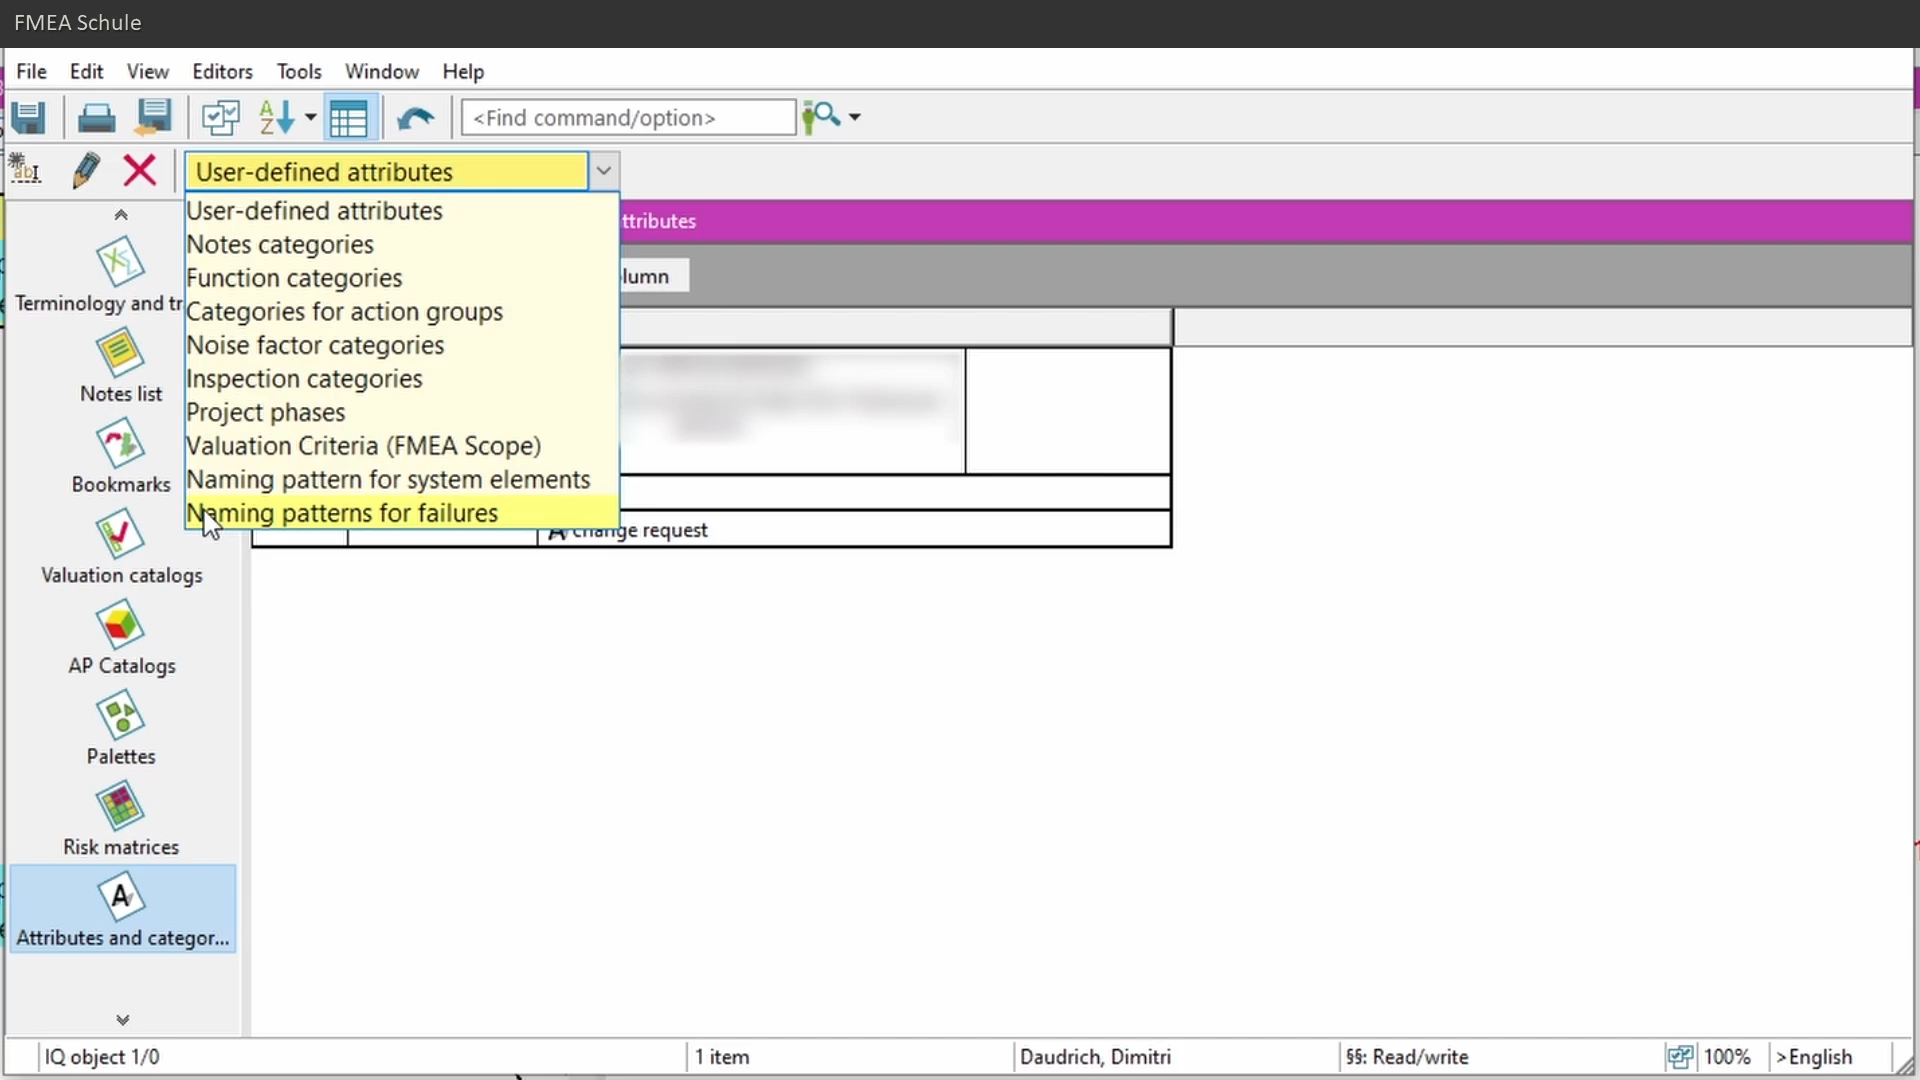 FMEA Schule
File Edit View Editors Tools Window Help
A
Z
<Find command/option>
abI
User-defined attributes
User-defined attributes
Notes categories
Function categories
Categories for action groups
Noise factor categories
Inspection categories
Project phases
Valuation Criteria (FMEA Scope)
Naming pattern for system elements
Naming patterns for failures
ttributes
lumn
change request
Terminology and tr
Notes list
Bookmarks
Valuation catalogs
AP Catalogs
Palettes
Risk matrices
A
Attributes and categor...
IQ object 1/0
1 item
Daudrich, Dimitri
§§: Read/write
100%
>English